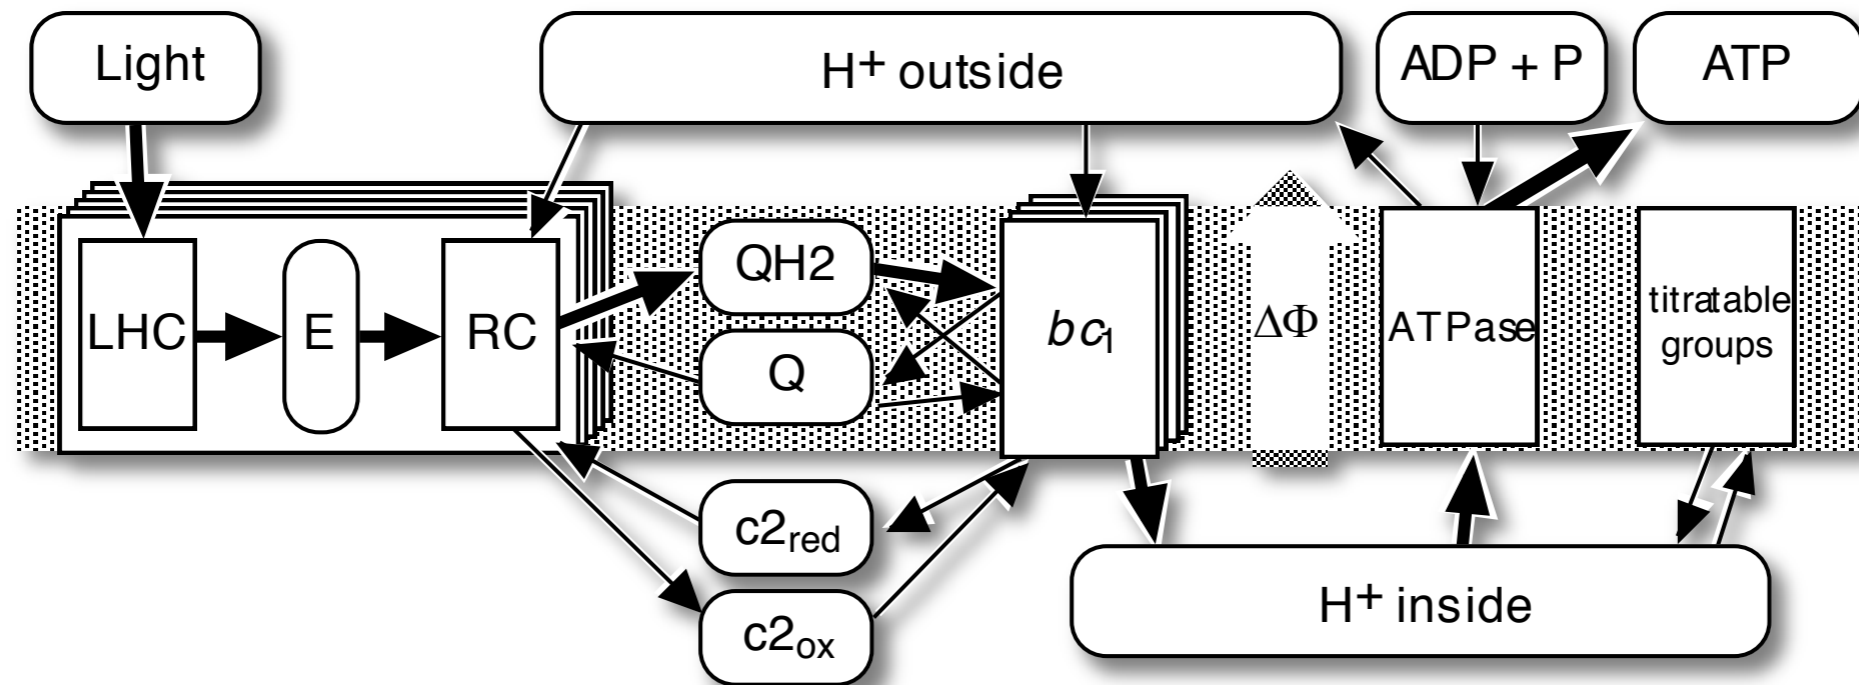 Light
H+ outside
ADP + P
ATP
LHC
E
RC
QH2
Q
bc1
ΔΦ
ATPase
titratable
groups
c2red
c2ox
H+ inside